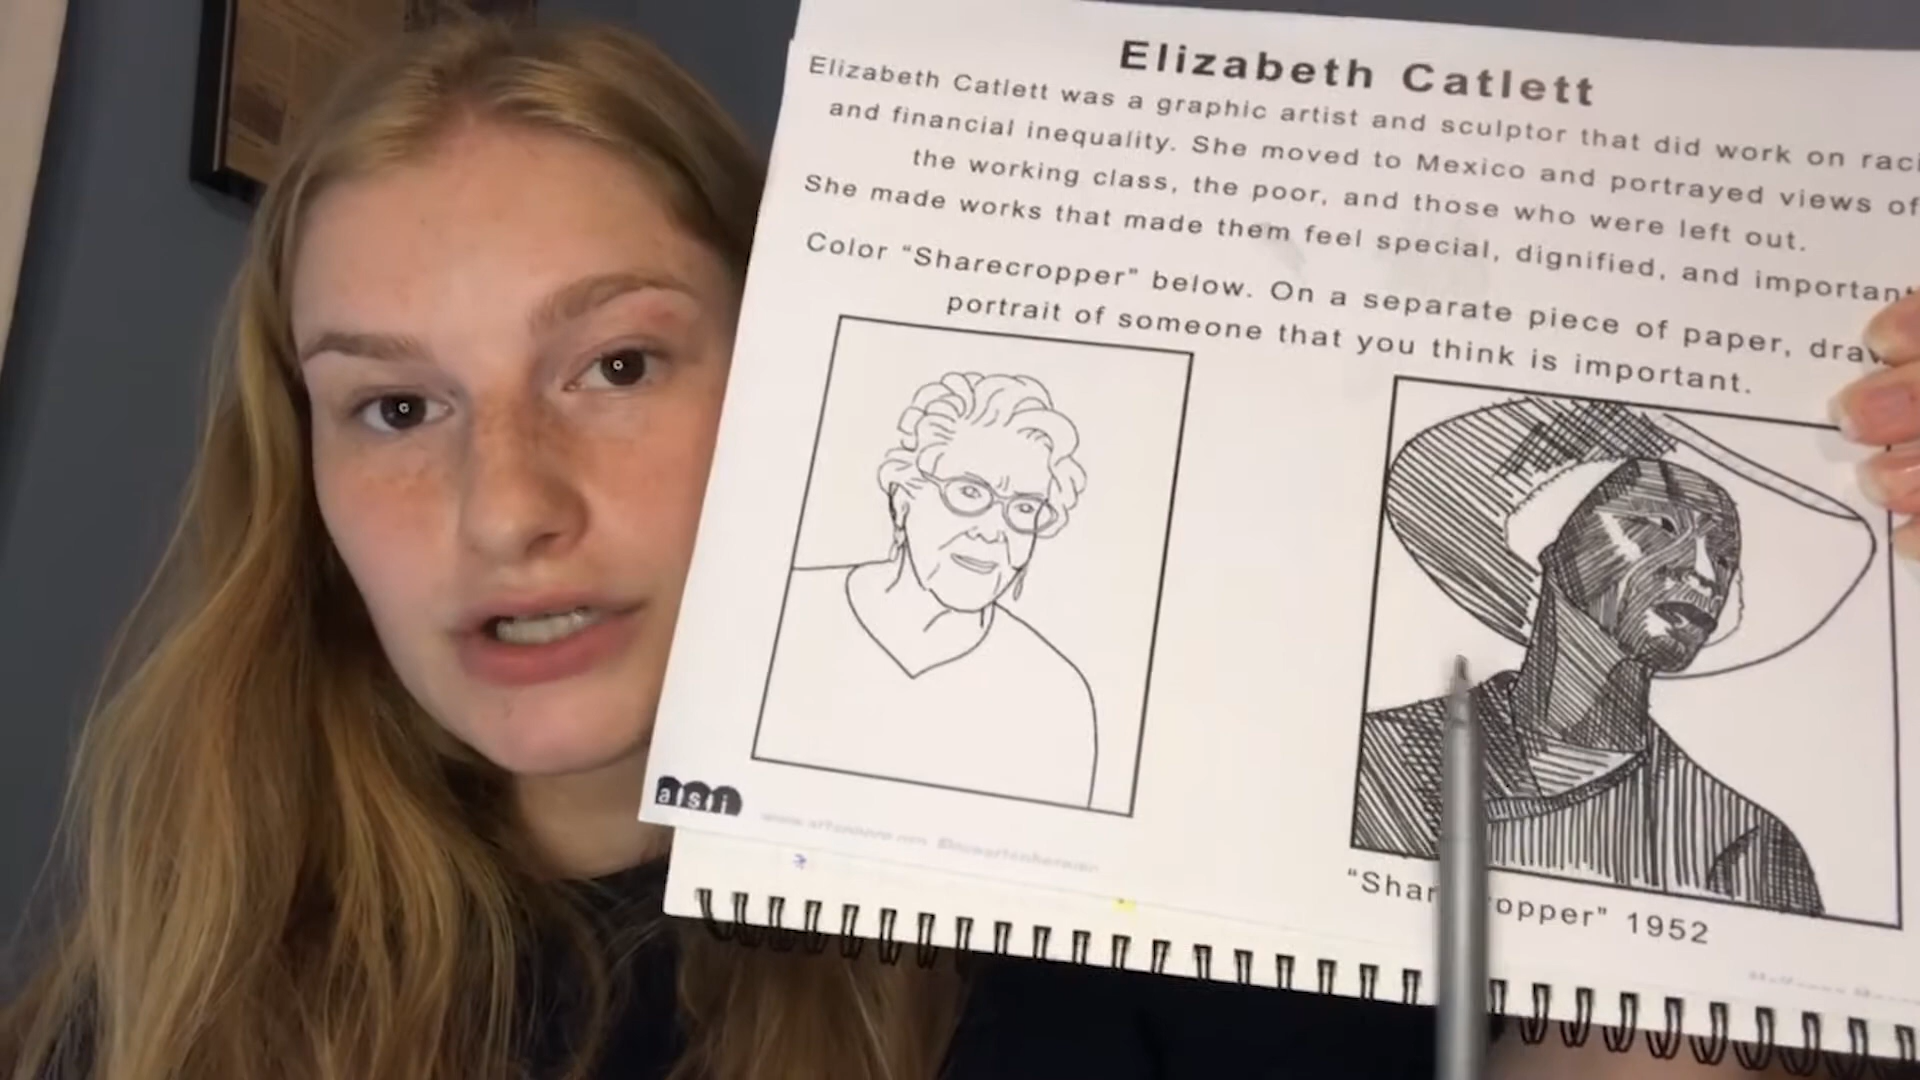 Elizabeth Catlett
Elizabeth Catlett was a graphic artist and sculptor that did work on raci
and financial inequality. She moved to Mexico and portrayed views of
the working class, the poor, and those who were left out.
She made works that made them feel special, dignified, and important
Color “Sharecropper” below. On a separate piece of paper, draw
portrait of someone that you think is important.
asi
“Shar opper” 1952